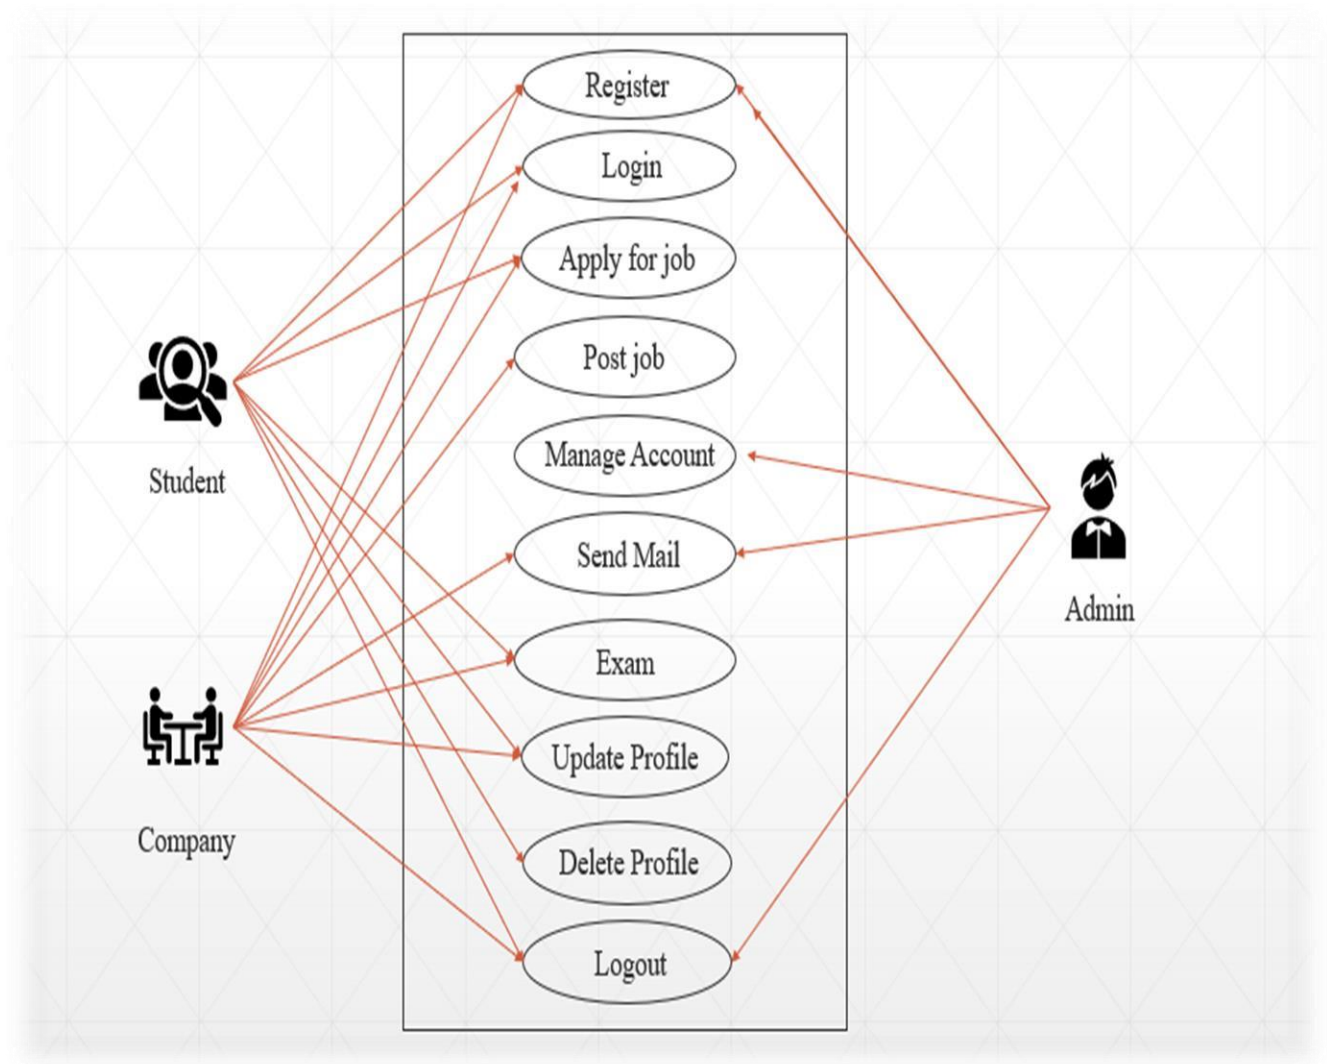 Register
Login
Apply for job
Post job
Manage Account
Send Mail
Exam
Update Profile
Delete Profile
Logout
Student
Company
Admin